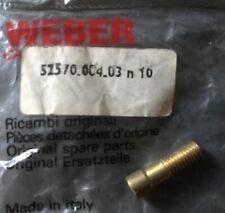 WEBER
52570.004.03 n 10
Ricambi originali
Pièces detachées d'origine
Original spare parts
Original Ersatzteile
Made in italy